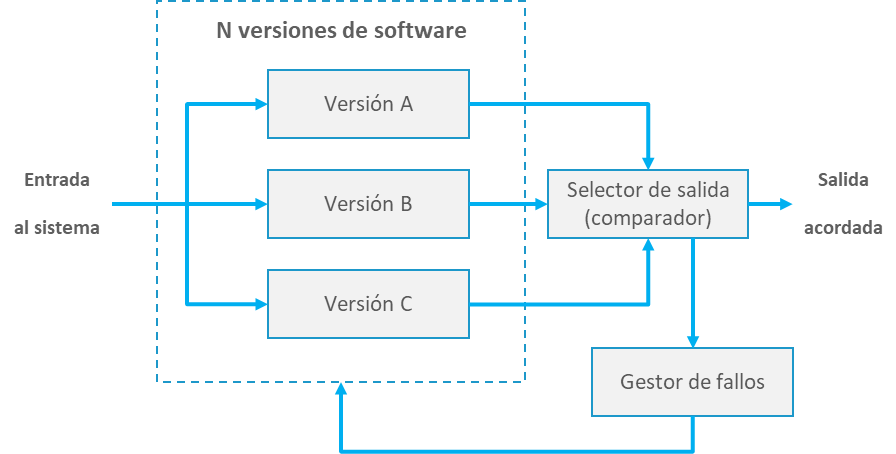 N versiones de software
Versión A
Entrada
al sistema
Versión B
Selector de salida
(comparador)
Salida
acordada
Versión C
Gestor de fallos